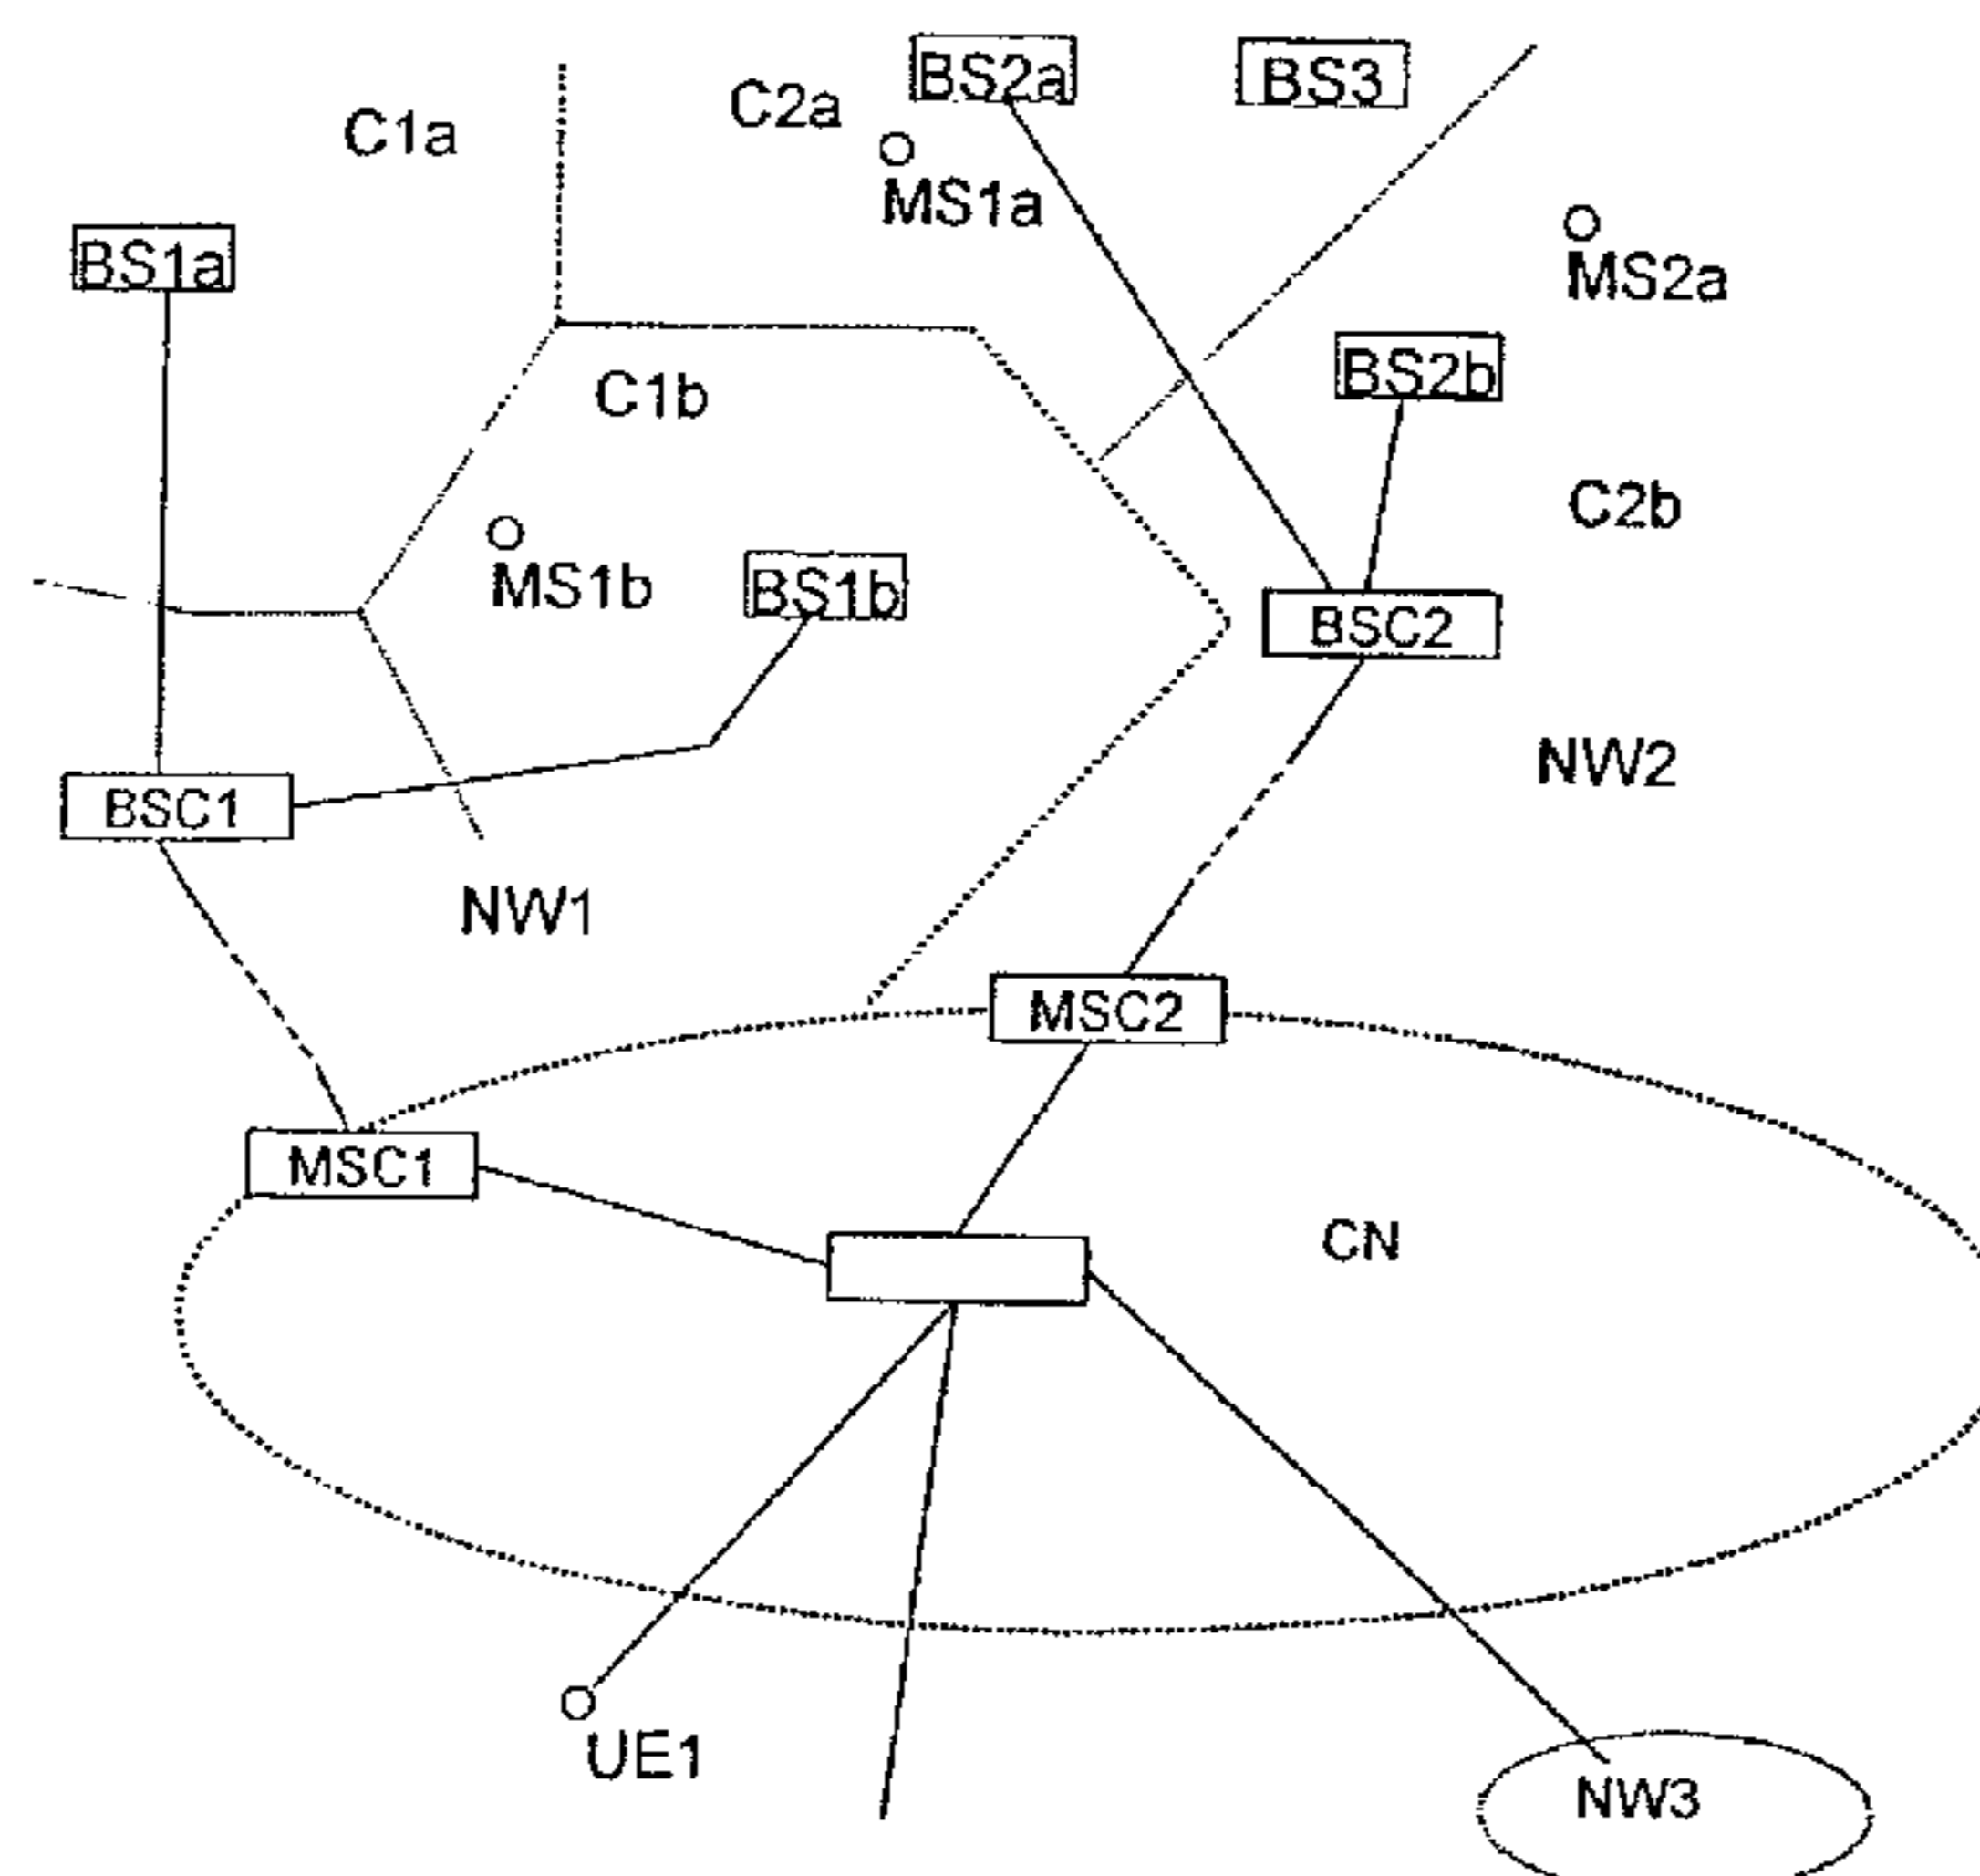 BS2a
BS3
C1a
C2a
MS1a
BS1a
MS2a
BS2b
C1b
C2b
MS1b
BS1b
BSC2
NW2
BSC1
NW1
MSC2
MSC1
CN
UE1
NW3